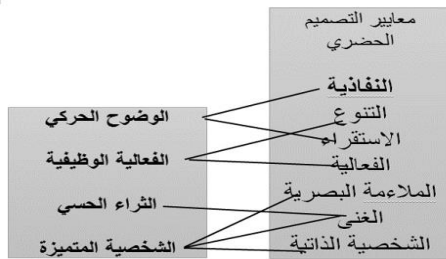 معايير التصميم
الحضري
النفاذية
التنوع
الاستقراء
الفعالية
الملاءمة البصرية
الغنى
الشخصية الذاتية
الوضوح الحركي
الفعالية الوظيفية
الثراء الحسي
الشخصية المتميزة